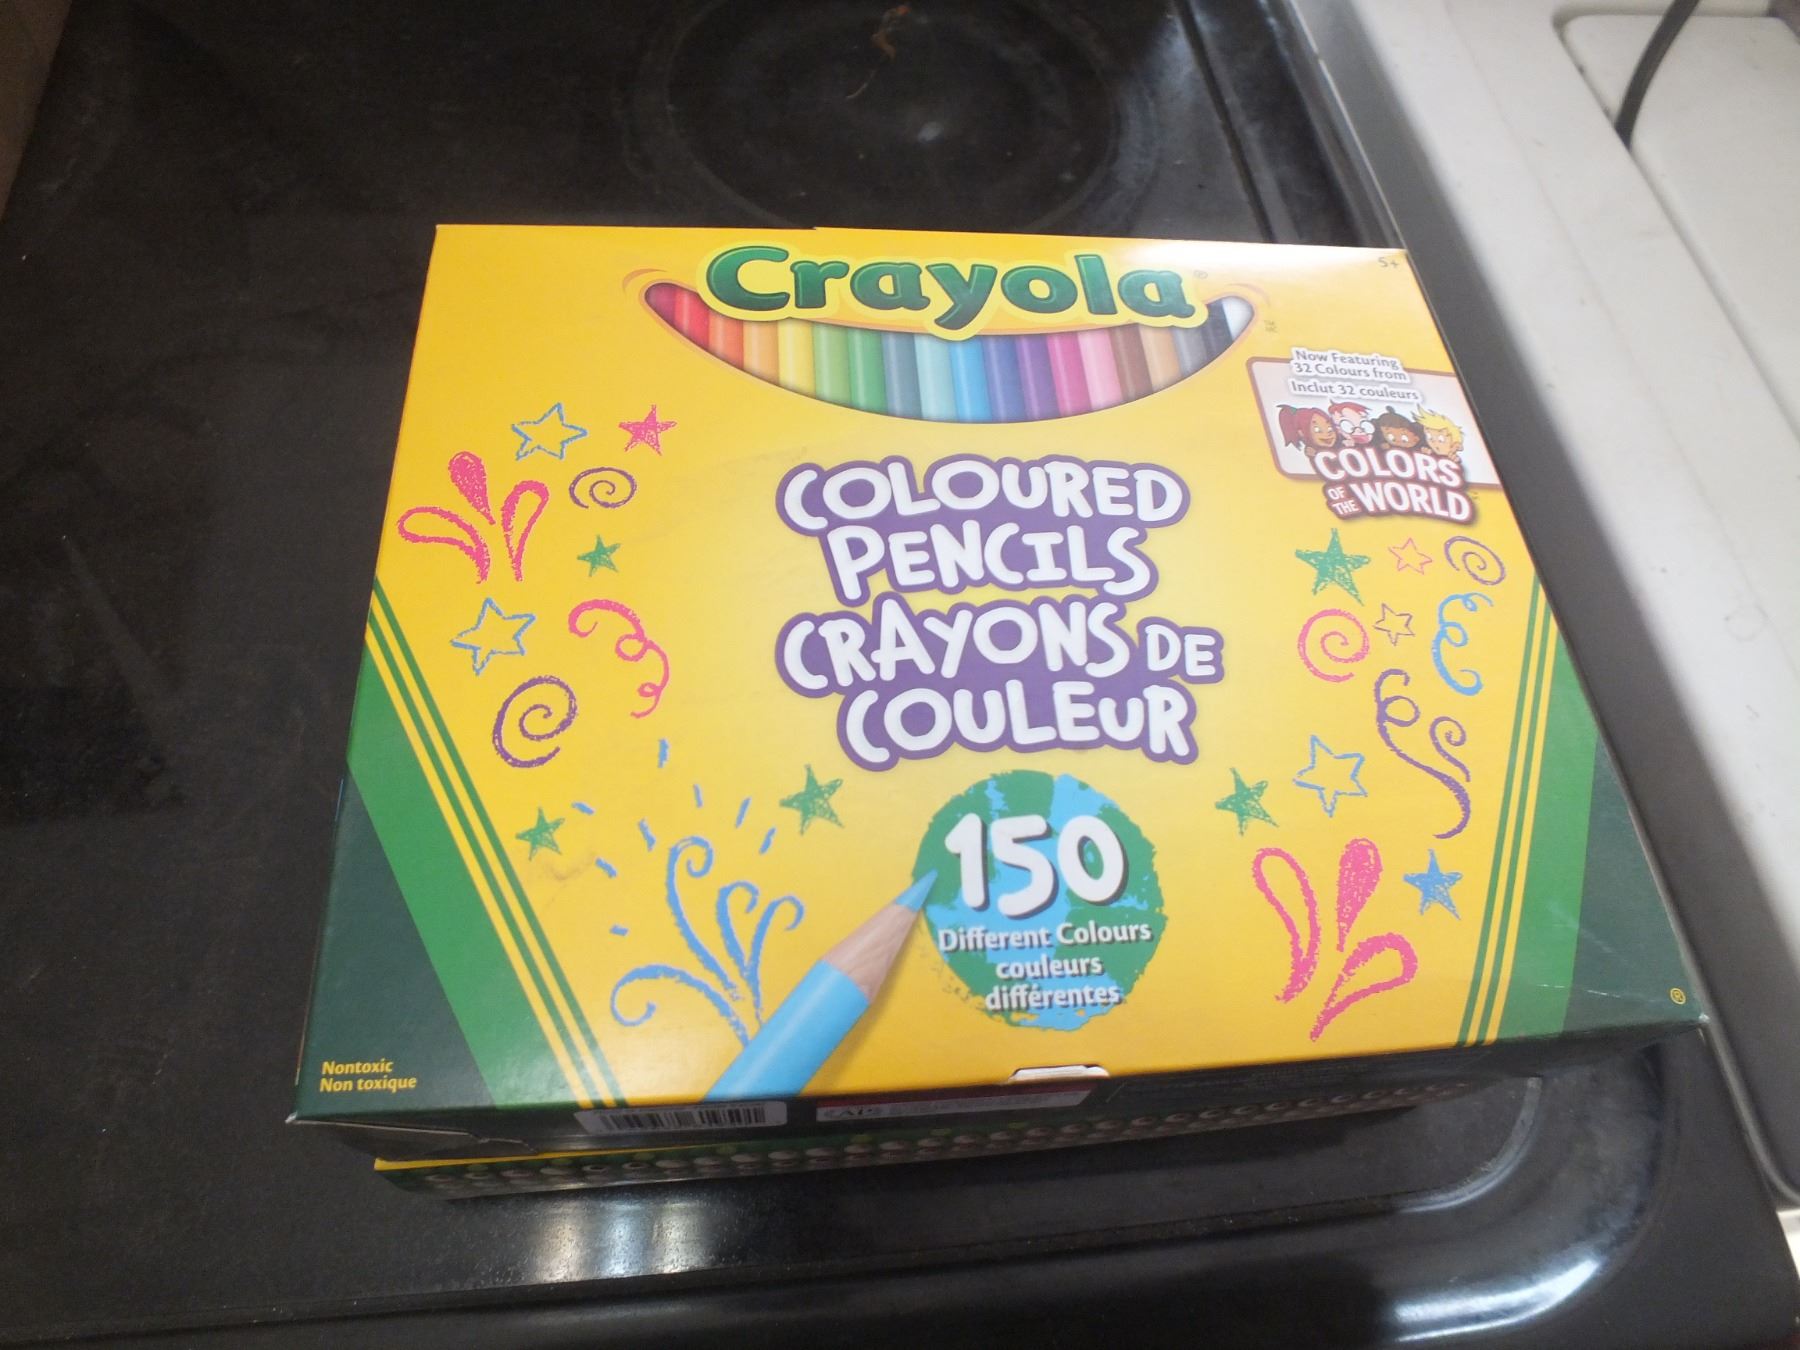 Crayola
5+
Now Featuring
32 Colours from
Inclut 32 couleurs
COLORS
OF THE WORLD
COLOURED
PENCILS
CRAYONS DE
COULEUR
150
Different Colours
couleurs
différentes
Nontoxic
Non toxique